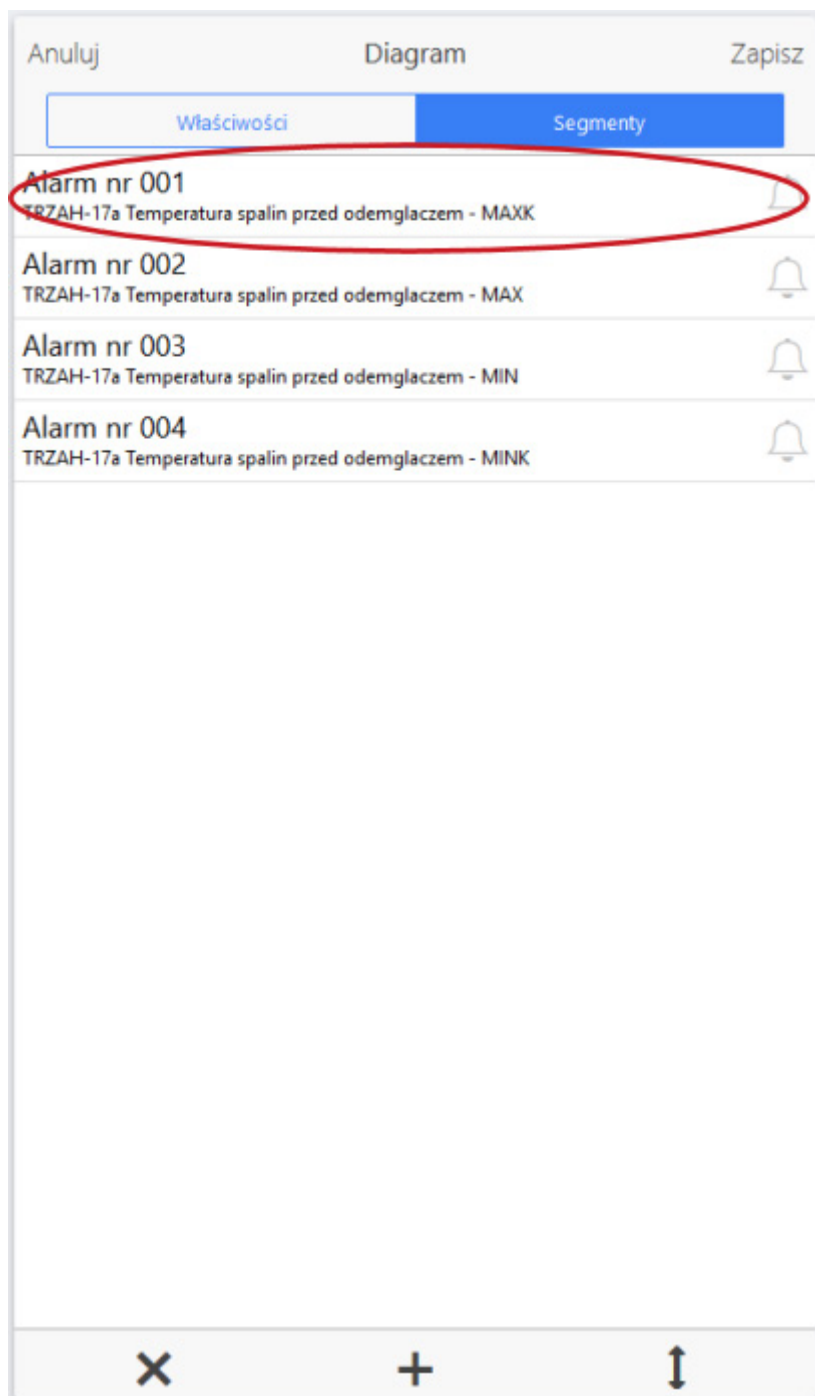 Anuluj Diagram Zapisz
Właściwości Segmenty
Alarm nr 001
TRZAH-17a Temperatura spalin przed odemglaczem - MAXK
Alarm nr 002
TRZAH-17a Temperatura spalin przed odemglaczem - MAX
Alarm nr 003
TRZAH-17a Temperatura spalin przed odemglaczem - MIN
Alarm nr 004
TRZAH-17a Temperatura spalin przed odemglaczem - MINK